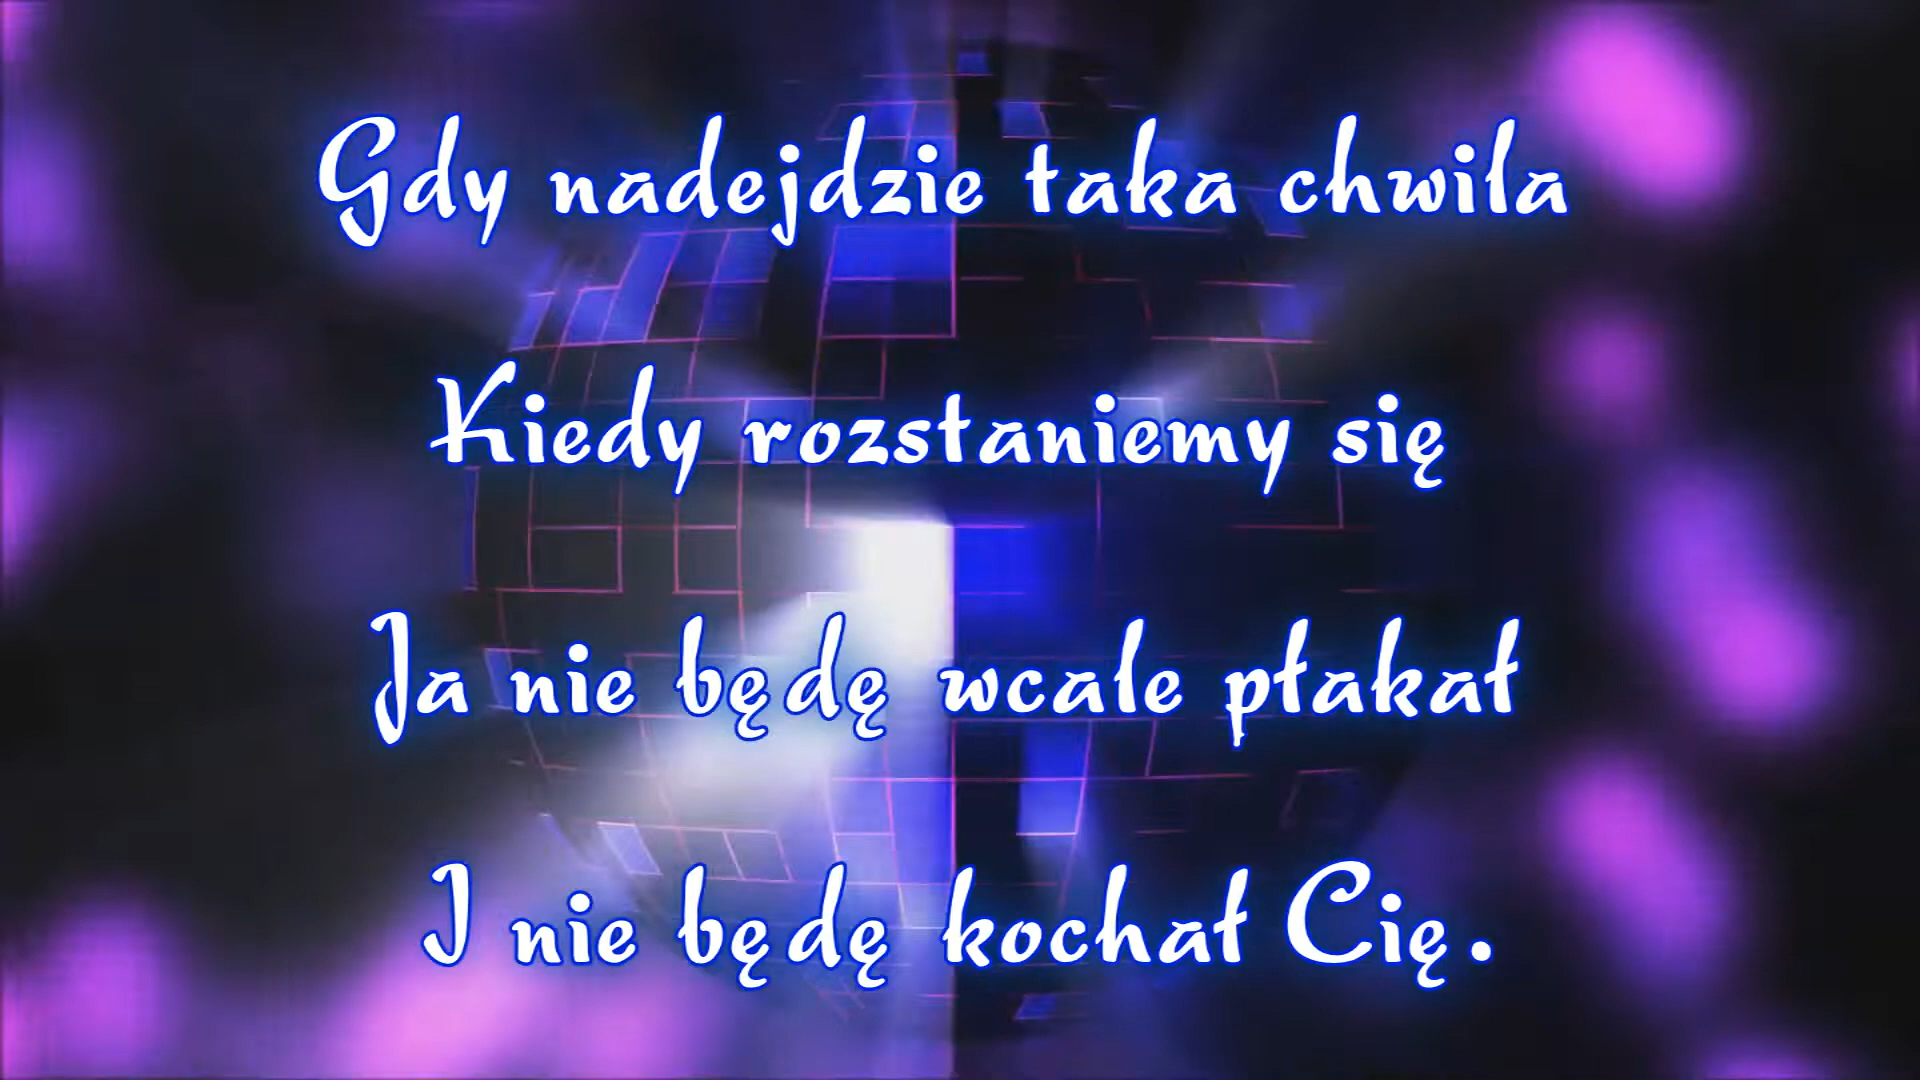 Gdy nadejdzie taka chwila
Kiedy rozstaniemy się
Ja nie będę wcale płakał
I nie będę kochał Cię.